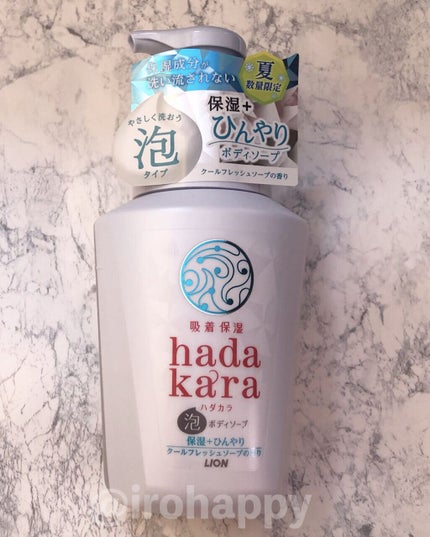 保湿成分が
洗い流されない
夏
数量限定
やさしく洗おう
泡
タイプ
保湿+
ひんやり
ボディソープ
クールフレッシュソープの香り
吸着保湿
hada
kara
ハダカラ
泡 ボディソープ
保湿+ひんやり
クールフレッシュソープの香り
LION
@irohappy